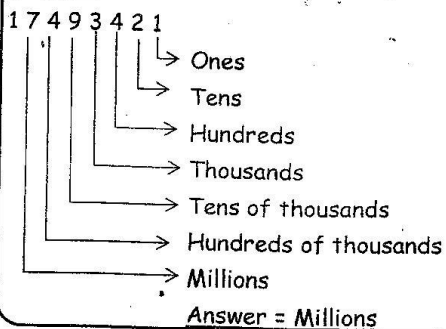 1 7 4 9 3 4 2 1
Ones
Tens
Hundreds
Thousands
Tens of thousands
Hundreds of thousands
Millions
Answer = Millions